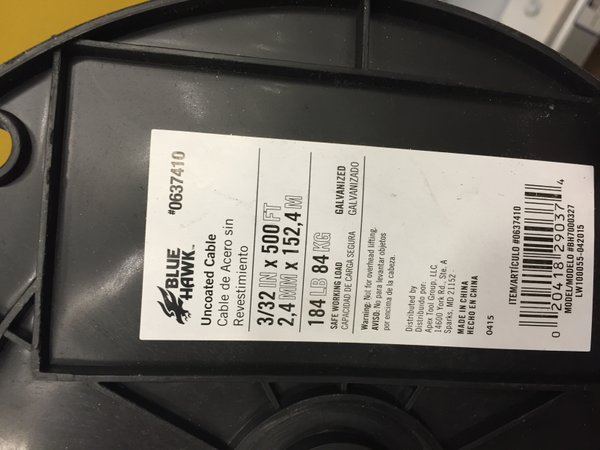 BLUE HAWK™ #0637410
Uncoated Cable
Cable de Acero sin
Revestimiento
3/32 IN x 500 FT
2,4 MM x 152,4 M
184 LB 84 KG
SAFE WORKING LOAD GALVANIZED
CAPACIDAD DE CARGA SEGURA GALVANIZADO
Warning: Not for overhead lifting.
AVISO: No para levantar objetos
por encima de la cabeza.
Distributed by
Distribuido por:
Apex Tool Group, LLC
14600 York Rd., Ste. A
Sparks, MD 21152
MADE IN CHINA
HECHO EN CHINA
0415
ITEM/ARTÍCULO #0637410
0 20418 29037 4
MODEL/MODELO #BH7000327
LW100055-042015